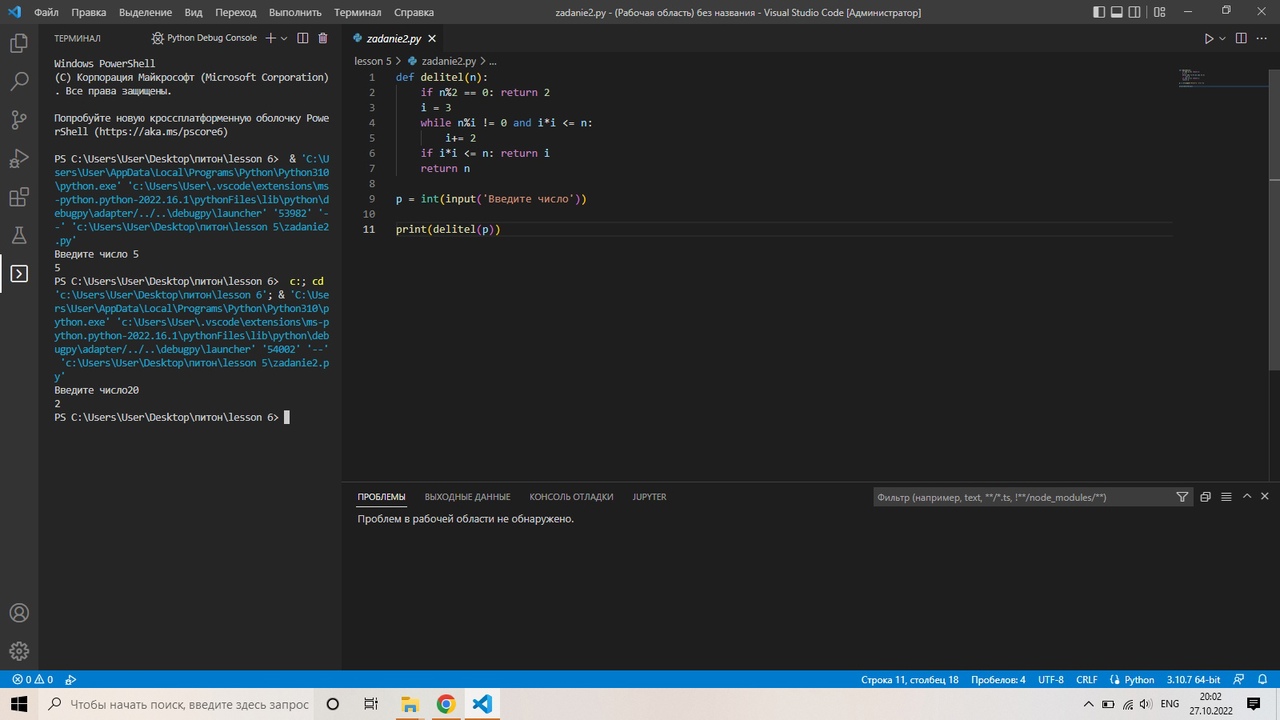 Файл Правка Выделение Вид Переход Выполнить Терминал Справка
zadanie2.py - (Рабочая область) без названия - Visual Studio Code [Администратор]
ТЕРМИНАЛ
Python Debug Console
Windows PowerShell
(C) Корпорация Майкрософт (Microsoft Corporation)
. Все права защищены.
Попробуйте новую кроссплатформенную оболочку Powe
rShell (https://aka.ms/pscore6)
PS C:\Users\User\Desktop\питон\lesson 6>  & 'C:\U
sers\User\AppData\Local\Programs\Python\Python310
\python.exe' 'c:\Users\User\.vscode\extensions\ms
-python.python-2022.16.1\pythonFiles\lib\python\d
ebugpy\adapter/../..\debugpy\launcher' '53982' '-
-' 'c:\Users\User\Desktop\питон\lesson 5\zadanie2
.py'
Введите число 5
5
PS C:\Users\User\Desktop\питон\lesson 6>  c:; cd
'c:\Users\User\Desktop\питон\lesson 6'; & 'C:\Use
rs\User\AppData\Local\Programs\Python\Python310\p
ython.exe' 'c:\Users\User\.vscode\extensions\ms-p
ython.python-2022.16.1\pythonFiles\lib\python\deb
ugpy\adapter/../..\debugpy\launcher' '54002' '--'
'c:\Users\User\Desktop\питон\lesson 5\zadanie2.p
y'
Введите число20
2
PS C:\Users\User\Desktop\питон\lesson 6>
zadanie2.py
lesson 5 > zadanie2.py > ...
1 def delitel(n):
2     if n%2 == 0: return 2
3     i = 3
4     while n%i != 0 and i*i <= n:
5         i+= 2
6     if i*i <= n: return i
7     return n
8
9 p = int(input('Введите число'))
10
11 print(delitel(p))
ПРОБЛЕМЫ ВЫХОДНЫЕ ДАННЫЕ КОНСОЛЬ ОТЛАДКИ JUPYTER
Фильтр (например, text, **/*.ts, !**/node_modules/**)
Проблем в рабочей области не обнаружено.
0 0
Строка 11, столбец 18 Пробелов: 4 UTF-8 CRLF Python 3.10.7 64-bit
Чтобы начать поиск, введите здесь запрос
ENG
20:02
27.10.2022